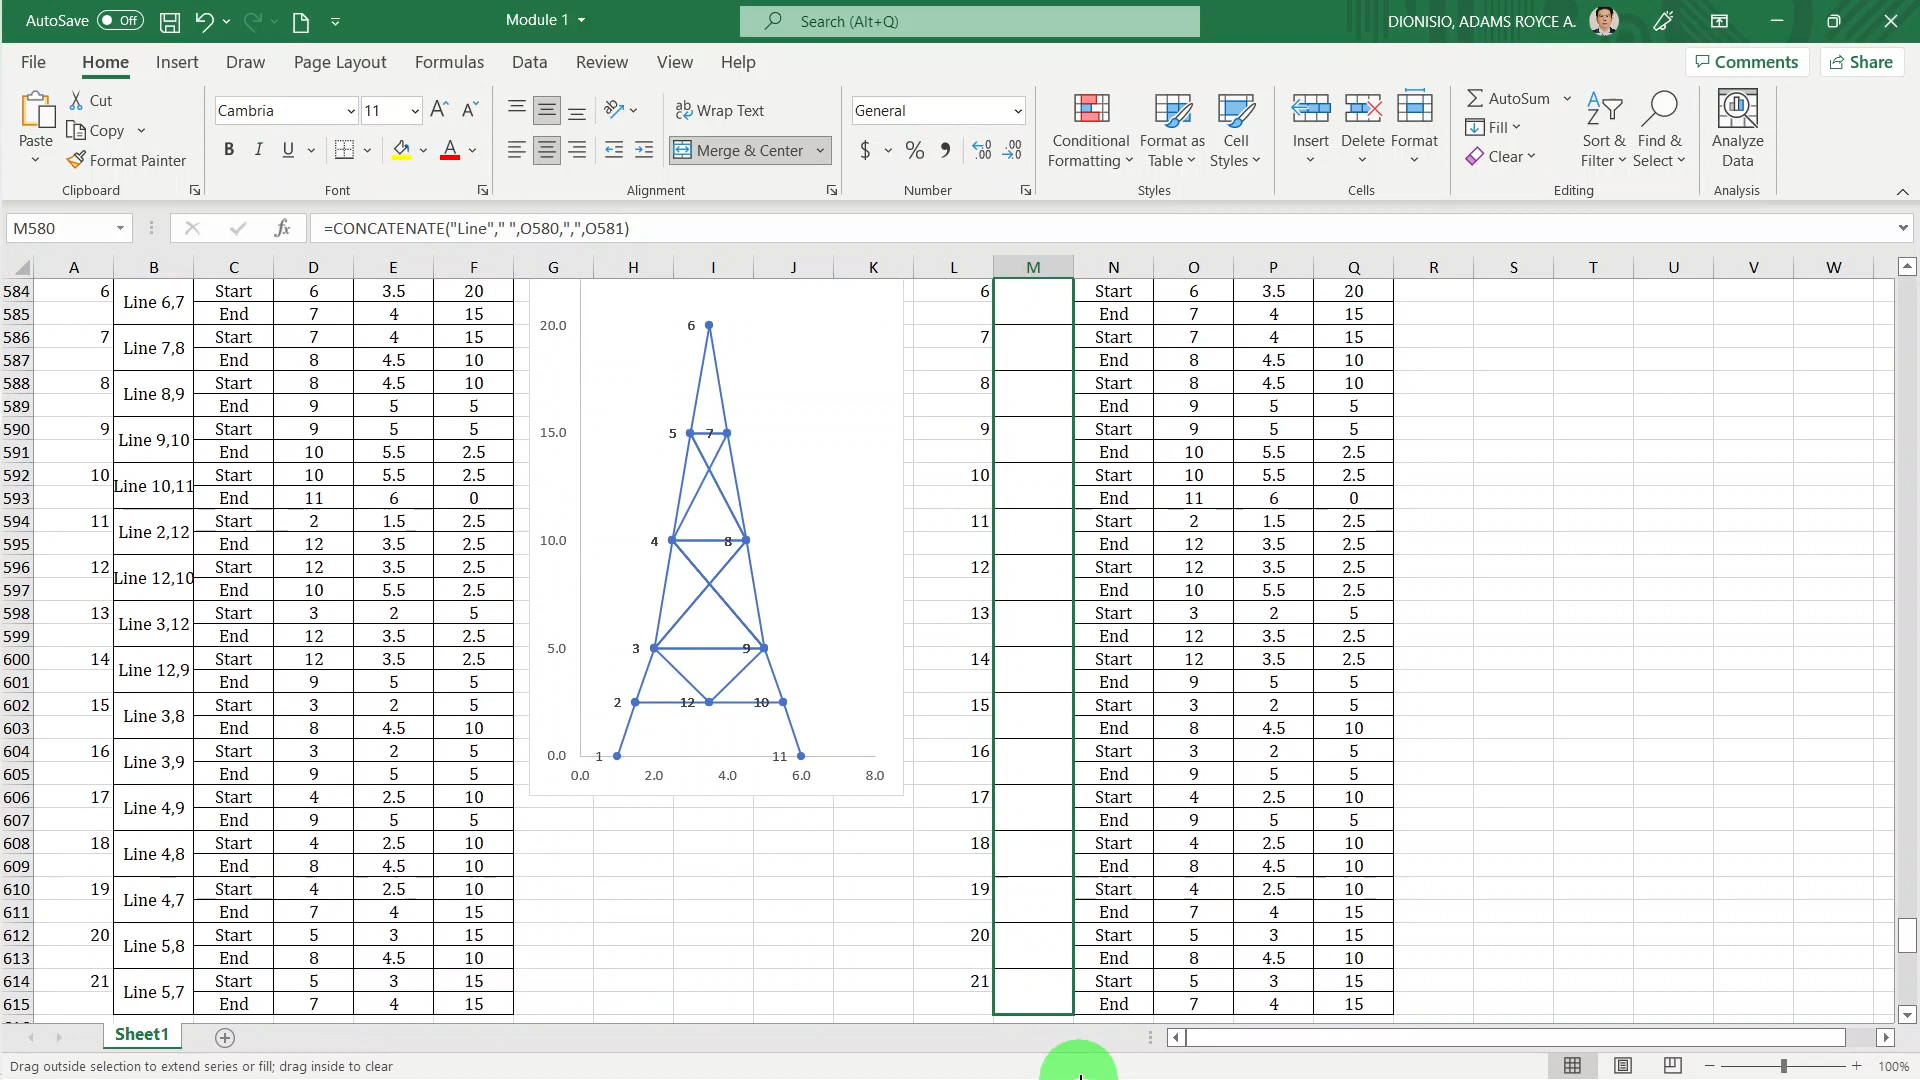 AutoSave Off Module 1 Search (Alt+Q) DIONISIO, ADAMS ROYCE A.
File Home Insert Draw Page Layout Formulas Data Review View Help Comments Share
Paste Cut Copy Format Painter Clipboard
Cambria 11 B I U A Font
Wrap Text Merge & Center Alignment
General $ % , Number
Conditional Formatting Format as Table Cell Styles Styles
Insert Delete Format Cells
AutoSum Fill Clear Sort & Filter Find & Select Editing
Analyze Data Analysis
M580 fx =CONCATENATE("Line"," ",O580,",",O581)
A B C D E F G H I J K L M N O P Q R S T U V W
584 6 Line 6,7 Start 6 3.5 20 6 Start 6 3.5 20
585 End 7 4 15 End 7 4 15
586 7 Line 7,8 Start 7 4 15 7 Start 7 4 15
587 End 8 4.5 10 End 8 4.5 10
588 8 Line 8,9 Start 8 4.5 10 8 Start 8 4.5 10
589 End 9 5 5 End 9 5 5
590 9 Line 9,10 Start 9 5 5 9 Start 9 5 5
591 End 10 5.5 2.5 End 10 5.5 2.5
592 10 Line 10,11 Start 10 5.5 2.5 10 Start 10 5.5 2.5
593 End 11 6 0 End 11 6 0
594 11 Line 2,12 Start 2 1.5 2.5 11 Start 2 1.5 2.5
595 End 12 3.5 2.5 End 12 3.5 2.5
596 12 Line 12,10 Start 12 3.5 2.5 12 Start 12 3.5 2.5
597 End 10 5.5 2.5 End 10 5.5 2.5
598 13 Line 3,12 Start 3 2 5 13 Start 3 2 5
599 End 12 3.5 2.5 End 12 3.5 2.5
600 14 Line 12,9 Start 12 3.5 2.5 14 Start 12 3.5 2.5
601 End 9 5 5 End 9 5 5
602 15 Line 3,8 Start 3 2 5 15 Start 3 2 5
603 End 8 4.5 10 End 8 4.5 10
604 16 Line 3,9 Start 3 2 5 16 Start 3 2 5
605 End 9 5 5 End 9 5 5
606 17 Line 4,9 Start 4 2.5 10 17 Start 4 2.5 10
607 End 9 5 5 End 9 5 5
608 18 Line 4,8 Start 4 2.5 10 18 Start 4 2.5 10
609 End 8 4.5 10 End 8 4.5 10
610 19 Line 4,7 Start 4 2.5 10 19 Start 4 2.5 10
611 End 7 4 15 End 7 4 15
612 20 Line 5,8 Start 5 3 15 20 Start 5 3 15
613 End 8 4.5 10 End 8 4.5 10
614 21 Line 5,7 Start 5 3 15 21 Start 5 3 15
615 End 7 4 15 End 7 4 15
20.0 6
15.0 5 7
10.0 4 8
5.0 3 9
2 12 10
0.0 1 11
0.0 2.0 4.0 6.0 8.0
Sheet1
Drag outside selection to extend series or fill; drag inside to clear 100%